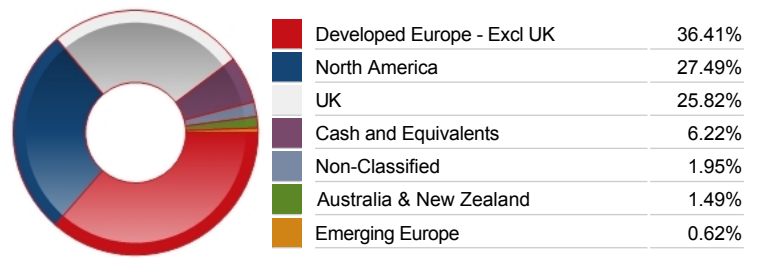 Developed Europe - Excl UK 36.41%
North America 27.49%
UK 25.82%
Cash and Equivalents 6.22%
Non-Classified 1.95%
Australia & New Zealand 1.49%
Emerging Europe 0.62%